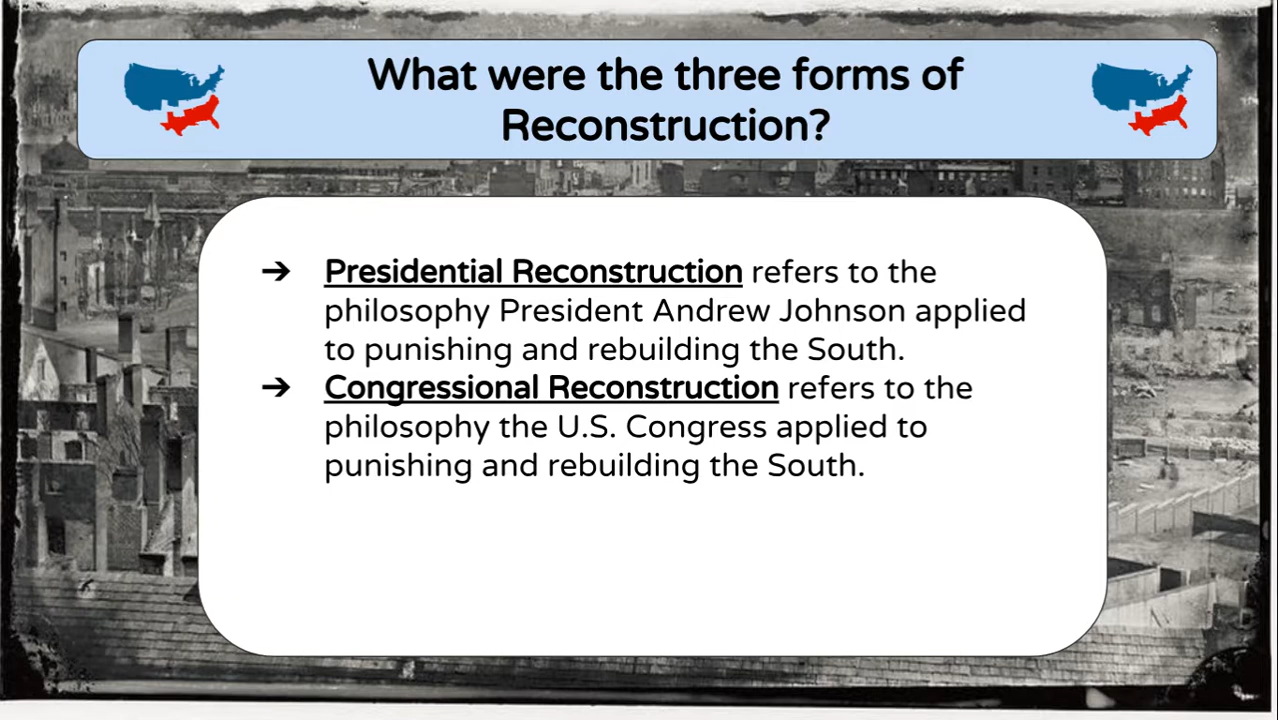 What were the three forms of
Reconstruction?
➔ Presidential Reconstruction refers to the
philosophy President Andrew Johnson applied
to punishing and rebuilding the South.
➔ Congressional Reconstruction refers to the
philosophy the U.S. Congress applied to
punishing and rebuilding the South.